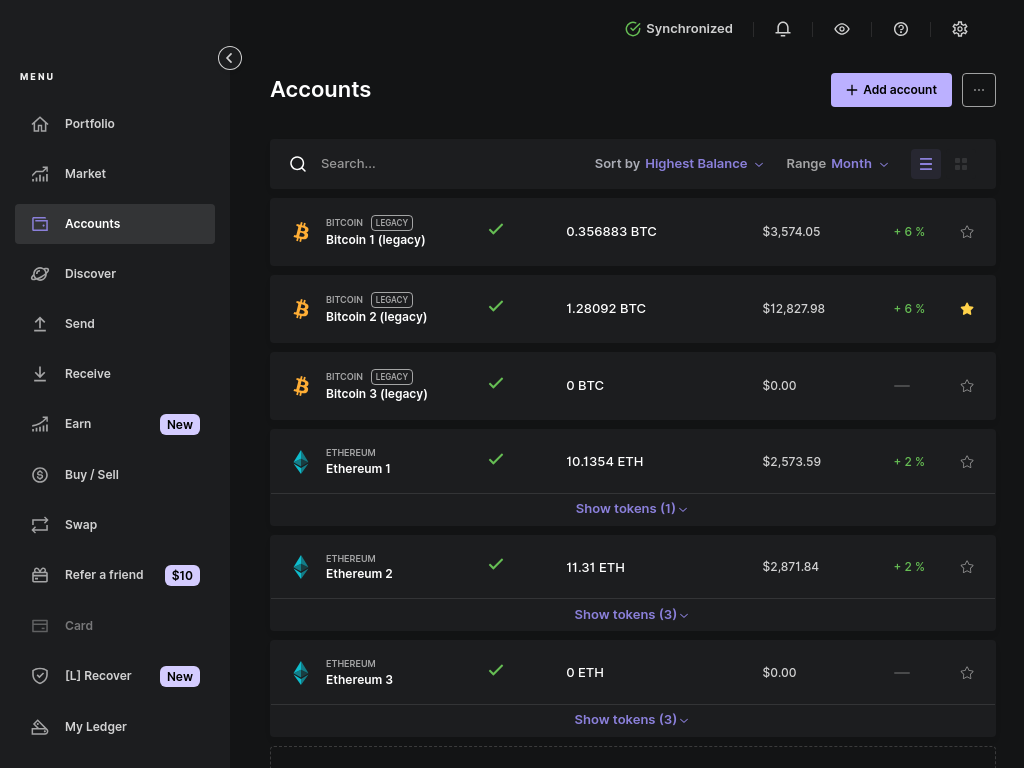 Synchronized
MENU
Portfolio
Market
Accounts
Discover
Send
Receive
Earn New
Buy / Sell
Swap
Refer a friend $10
Card
[L] Recover New
My Ledger
Accounts
+ Add account
...
Search... Sort by Highest Balance Range Month
BITCOIN LEGACY
Bitcoin 1 (legacy) 0.356883 BTC $3,574.05 + 6 %
BITCOIN LEGACY
Bitcoin 2 (legacy) 1.28092 BTC $12,827.98 + 6 %
BITCOIN LEGACY
Bitcoin 3 (legacy) 0 BTC $0.00 —
ETHEREUM
Ethereum 1 10.1354 ETH $2,573.59 + 2 %
Show tokens (1)
ETHEREUM
Ethereum 2 11.31 ETH $2,871.84 + 2 %
Show tokens (3)
ETHEREUM
Ethereum 3 0 ETH $0.00 —
Show tokens (3)